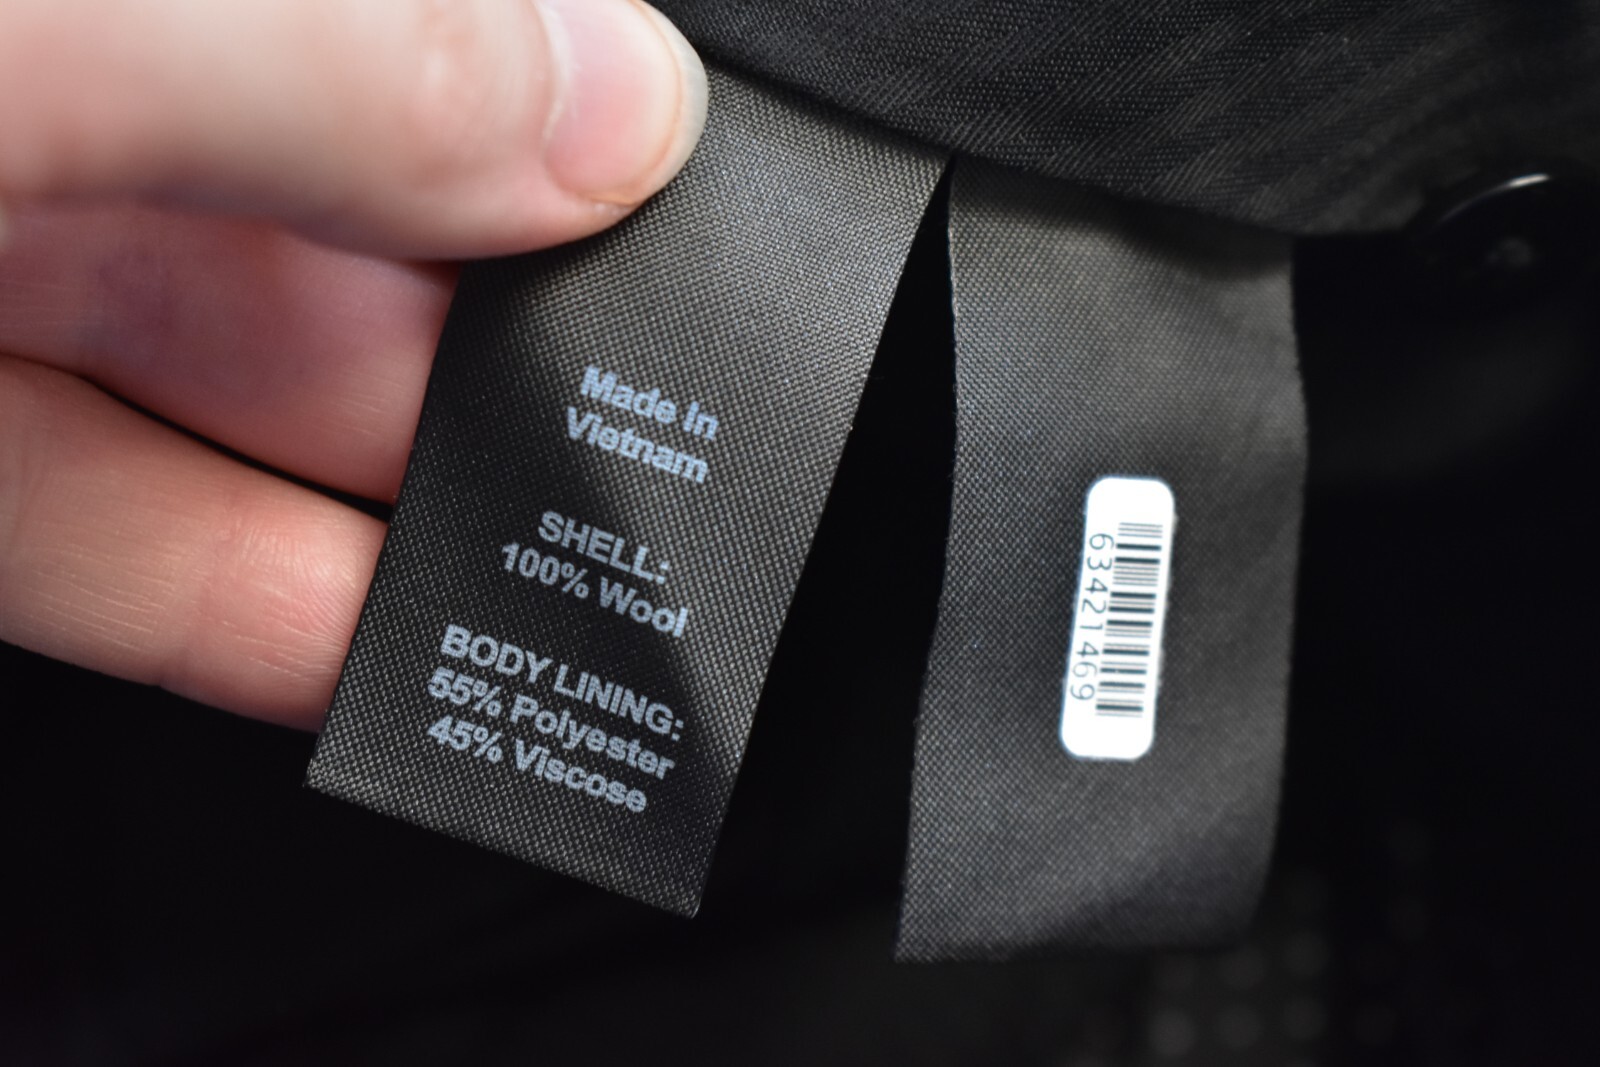 Made in
Vietnam
SHELL:
100% Wool
BODY LINING:
55% Polyester
45% Viscose
63421469